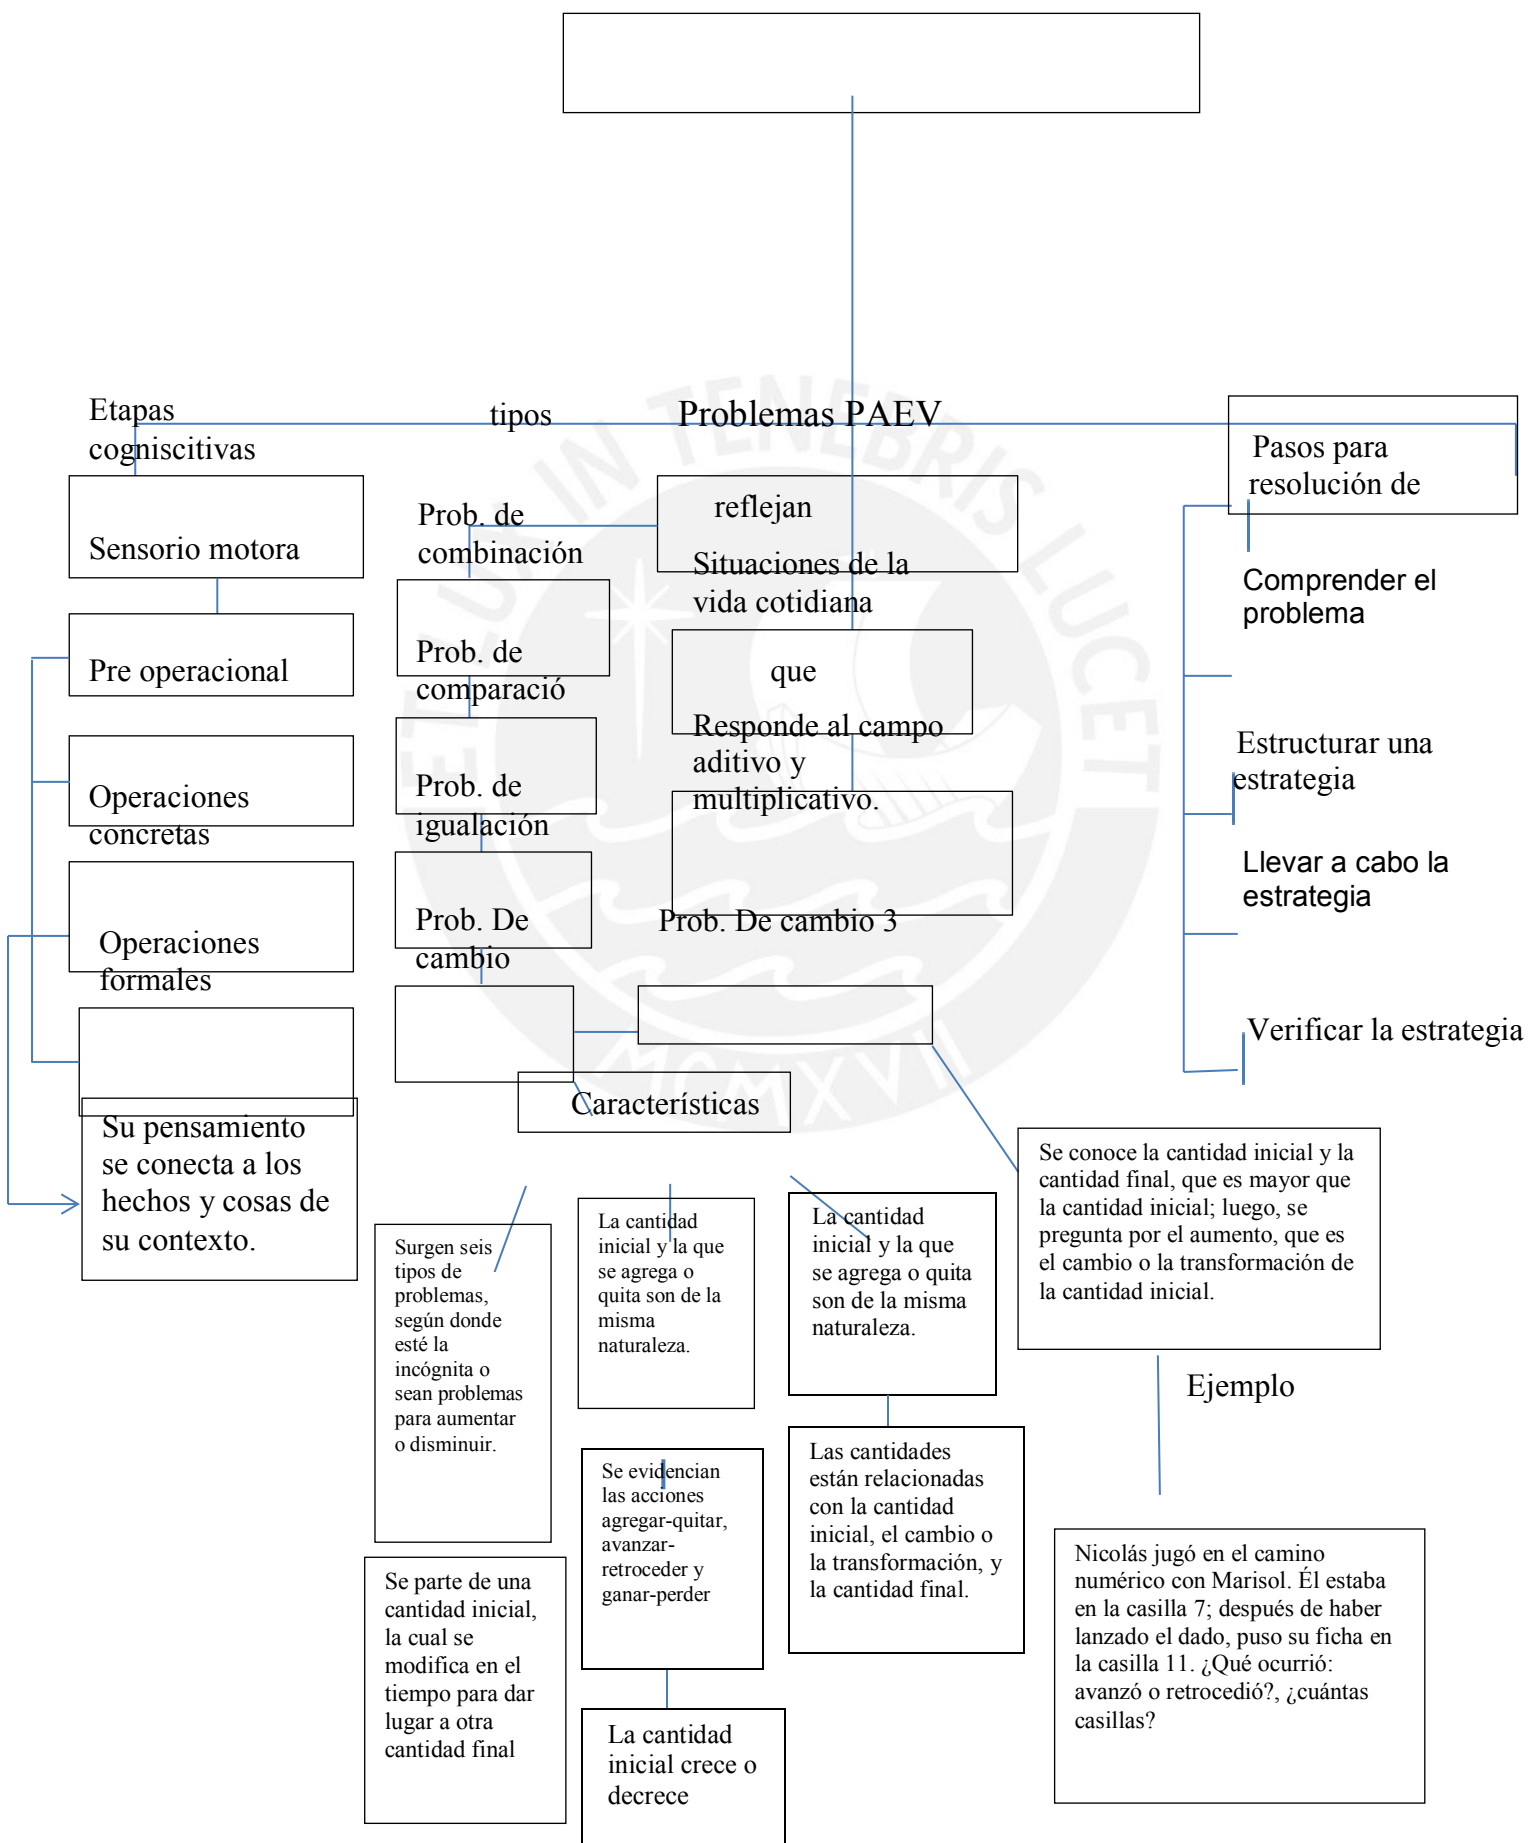 Etapas
cogniscitivas
tipos
Problemas PAEV
Pasos para
resolución de
Sensorio motora
Pre operacional
Operaciones
concretas
Operaciones
formales
Su pensamiento
se conecta a los
hechos y cosas de
su contexto.
Prob. de
combinación
Prob. de
comparació
Prob. de
igualación
Prob. De
cambio
reflejan
Situaciones de la
vida cotidiana
que
Responde al campo
aditivo y
multiplicativo.
Prob. De cambio 3
Comprender el
problema
Estructurar una
estrategia
Llevar a cabo la
estrategia
Verificar la estrategia
Características
Surgen seis
tipos de
problemas,
según donde
esté la
incógnita o
sean problemas
para aumentar
o disminuir.
Se parte de una
cantidad inicial,
la cual se
modifica en el
tiempo para dar
lugar a otra
cantidad final
La cantidad
inicial y la que
se agrega o
quita son de la
misma
naturaleza.
Se evidencian
las acciones
agregar-quitar,
avanzar-
retroceder y
ganar-perder
La cantidad
inicial crece o
decrece
La cantidad
inicial y la que
se agrega o quita
son de la misma
naturaleza.
Las cantidades
están relacionadas
con la cantidad
inicial, el cambo o
la transformación, y
la cantidad final.
Se conoce la cantidad inicial y la
cantidad final, que es mayor que
la cantidad inicial; luego, se
pregunta por el aumento, que es
el cambo o la transformación de
la cantidad inicial.
Ejemplo
Nicolás jugó en el camino
numérico con Marisol. Él estaba
en la casilla 7; después de haber
lanzado el dado, puso su ficha en
la casilla 11. ¿Qué ocurrió:
avanzó o retrocedió?, ¿cuántas
casillas?
ET LUX IN TENEBRIS LUCET
MCMXVII